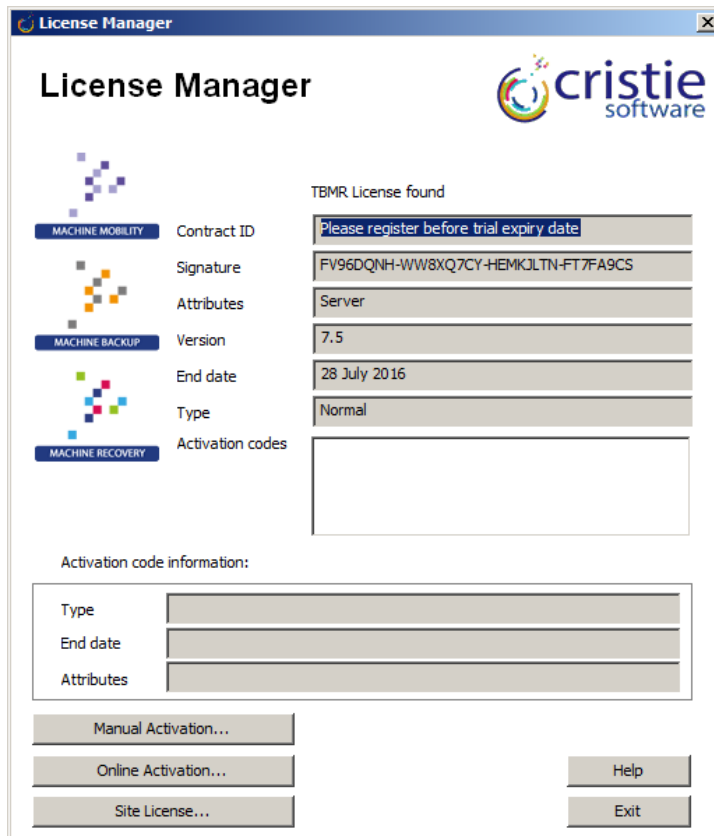 License Manager
License Manager
cristie
software
TBMR License found
MACHINE MOBILITY
Contract ID
Please register before trial expiry date
Signature
FV96DQNH-WW8XQ7CY-HEMKJLTN-FT7FA9CS
Attributes
Server
MACHINE BACKUP
Version
7.5
End date
28 July 2016
Type
Normal
MACHINE RECOVERY
Activation codes
Activation code information:
Type
End date
Attributes
Manual Activation...
Online Activation...
Help
Site License...
Exit